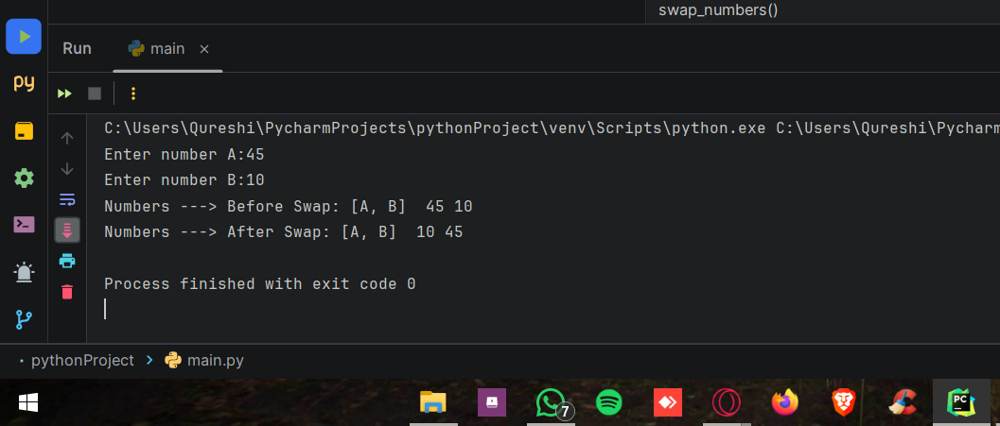 swap_numbers()
Run main ×
py
C:\Users\Qureshi\PycharmProjects\pythonProject\venv\Scripts\python.exe C:\Users\Qureshi\Pycharm
Enter number A:45
Enter number B:10
Numbers ---> Before Swap: [A, B]  45 10
Numbers ---> After Swap: [A, B]  10 45
Process finished with exit code 0
pythonProject > main.py
7
PC